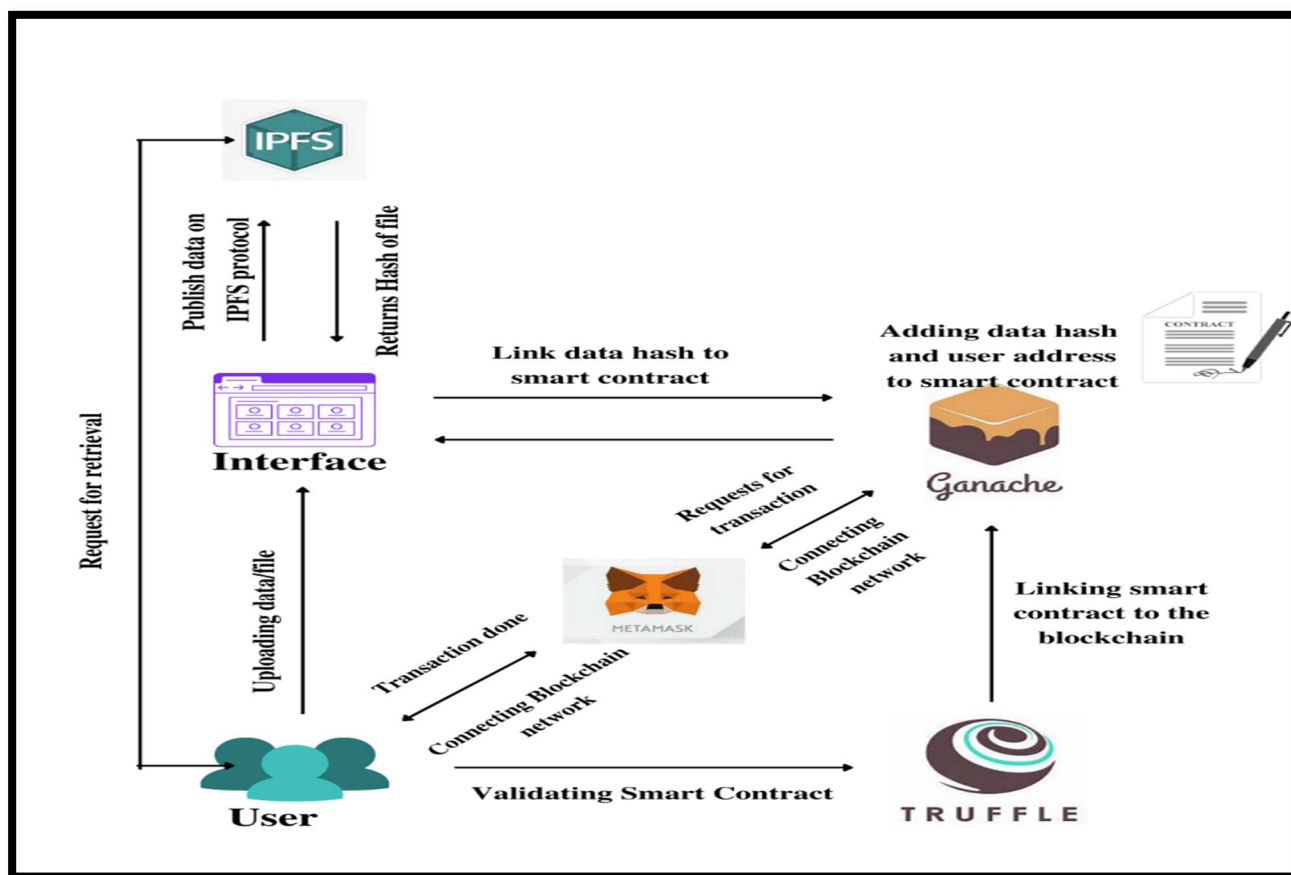 IPFS
Publish data on
IPFS protocol
Returns Hash of file
Request for retrieval
Link data hash to
smart contract
Adding data hash
and user address
to smart contract
CONTRACT
Interface
Ganache
Requests for
transaction
Connecting
Blockchain
network
METAMASK
Linking smart
contract to the
blockchain
Uploading data/file
Transaction done
Connecting Blockchain
network
User
Validating Smart Contract
TRUFFLE